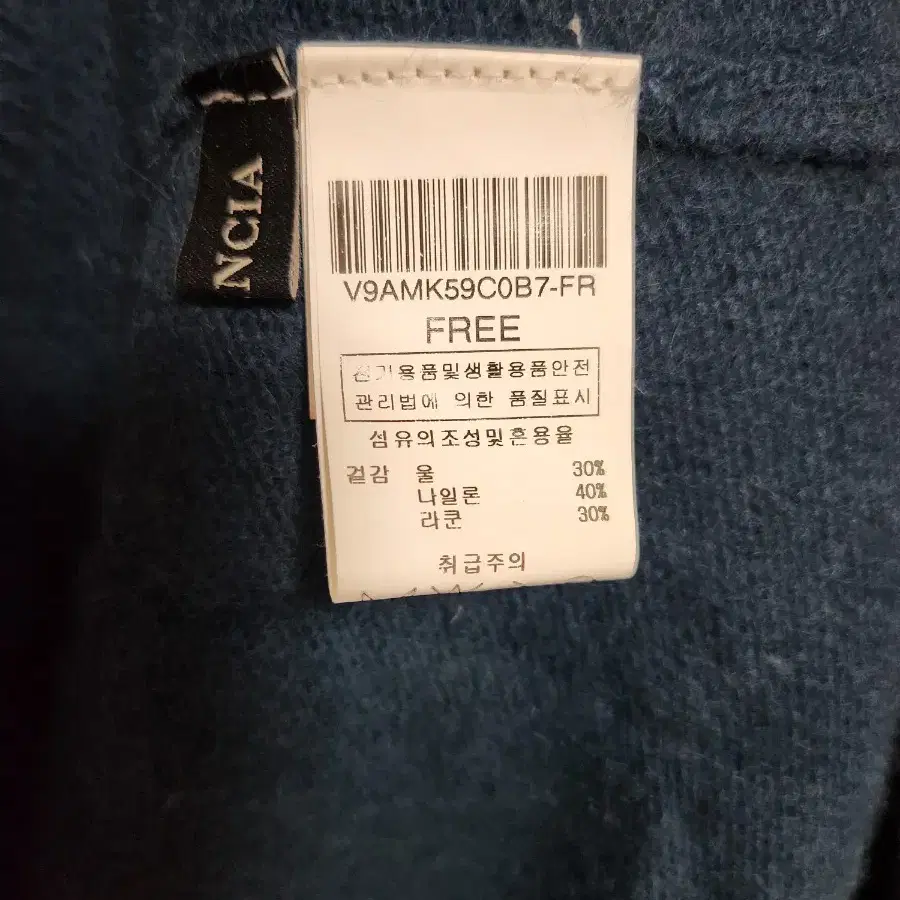 NCIA
V9AMK59C0B7-FR
FREE
전기용품및생활용품안전
관리법에 의한 품질표시
섬유의조성및혼용율
겉감 울 30%
나일론 40%
라쿤 30%
취급주의